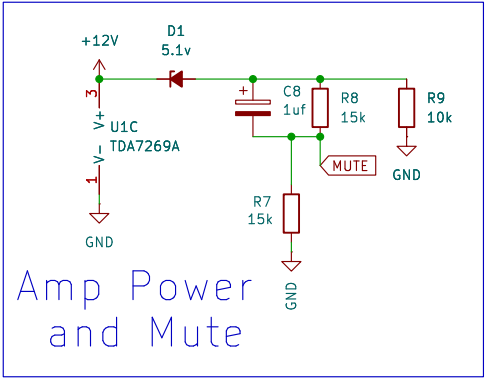 D1
+12V
5.1v
+
3
V+
C8
1uf
R8
15k
R9
10k
U1C
TDA7269A
V-
MUTE
1
GND
R7
15k
GND
GND
Amp Power
and Mute